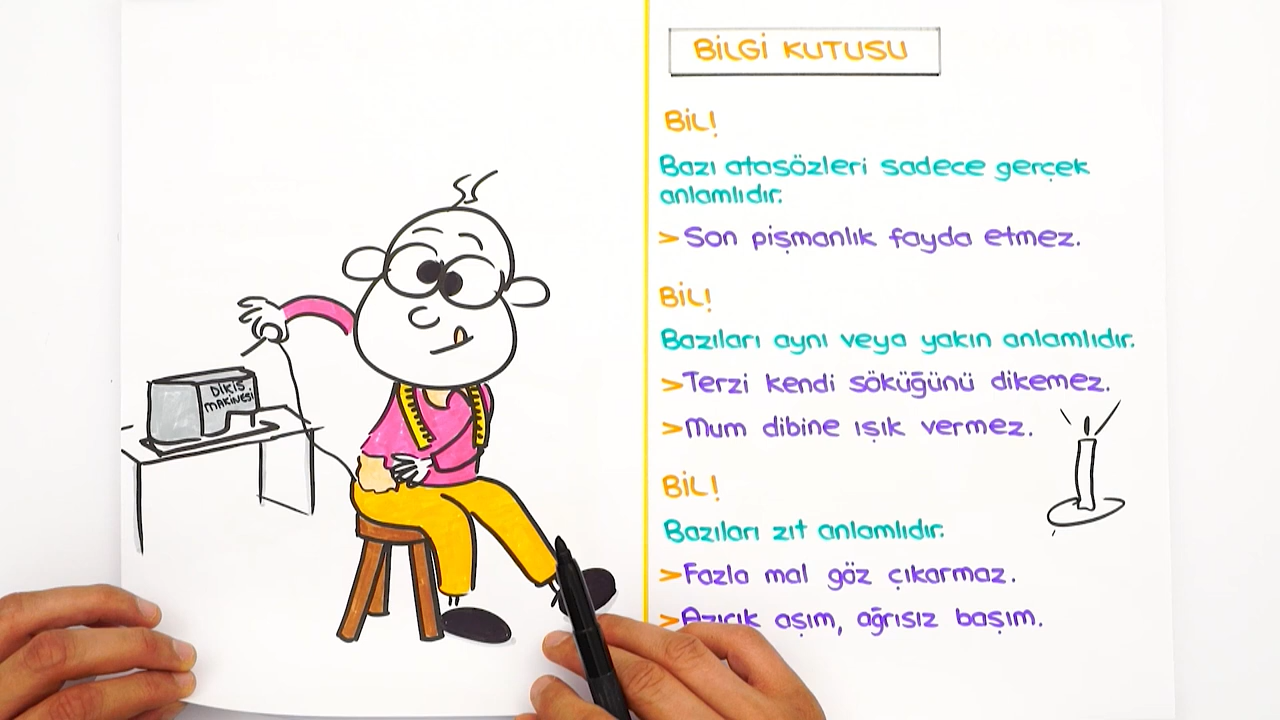 DİKİŞ
MAKİNESİ
BİLGİ KUTUSU
BİL!
Bazı atasözleri sadece gerçek
anlamlıdır.
>Son pişmanlık fayda etmez.
BİL!
Bazıları aynı veya yakın anlamlıdır.
>Terzi kendi söküğünü dikemez.
>Mum dibine ışık vermez.
BİL!
Bazıları zıt anlamlıdır.
>Fazla mal göz çıkarmaz.
>Azıcık aşım, ağrısız başım.